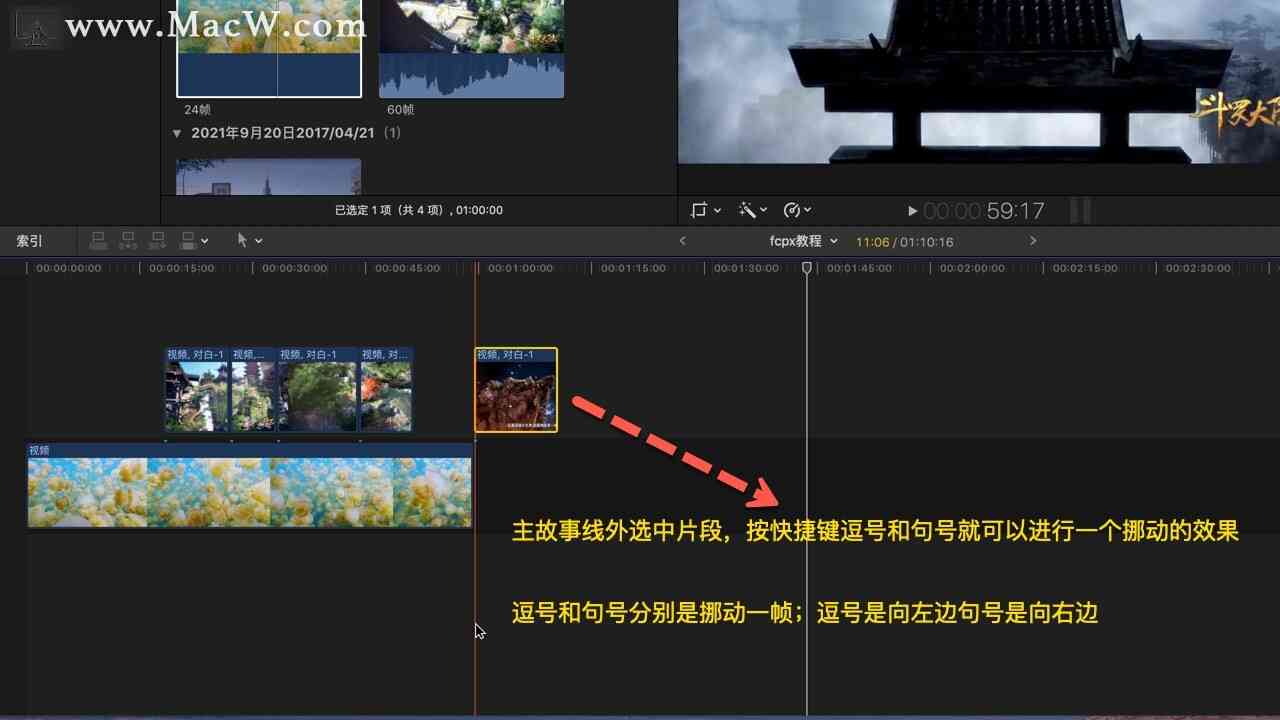 www.MacW.com
24帧
60帧
2021年9月20日2017/04/21 (1)
斗罗大
已选定 1 项（共 4 项）, 01:00:00
00:00:00 59:17
索引
fcpx教程
11:06 / 01:10:16
00:00:00:00 00:00:15:00 00:00:30:00 00:00:45:00 00:01:00:00 00:01:15:00 00:01:30:00 00:01:45:00 00:02:00:00 00:02:15:00 00:02:30:00
视频, 对白-1 视频,... 视频, 对白-1 视频, 对... 视频, 对白-1
视频
主故事线外选中片段，按快捷键逗号和句号就可以进行一个挪动的效果
逗号和句号分别是挪动一帧；逗号是向左边句号是向右边